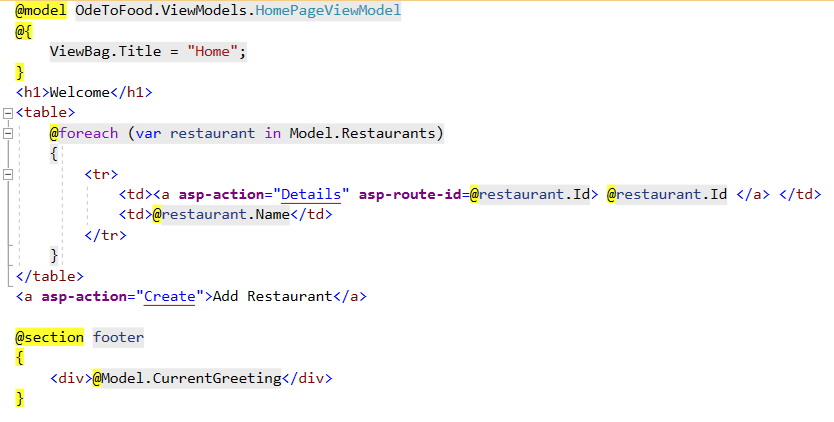 @model OdeToFood.ViewModels.HomePageViewModel
@{
    ViewBag.Title = "Home";
}
<h1>Welcome</h1>
<table>
    @foreach (var restaurant in Model.Restaurants)
    {
        <tr>
            <td><a asp-action="Details" asp-route-id=@restaurant.Id> @restaurant.Id </a> </td>
            <td>@restaurant.Name</td>
        </tr>
    }
</table>
<a asp-action="Create">Add Restaurant</a>

@section footer
{
    <div>@Model.CurrentGreeting</div>
}